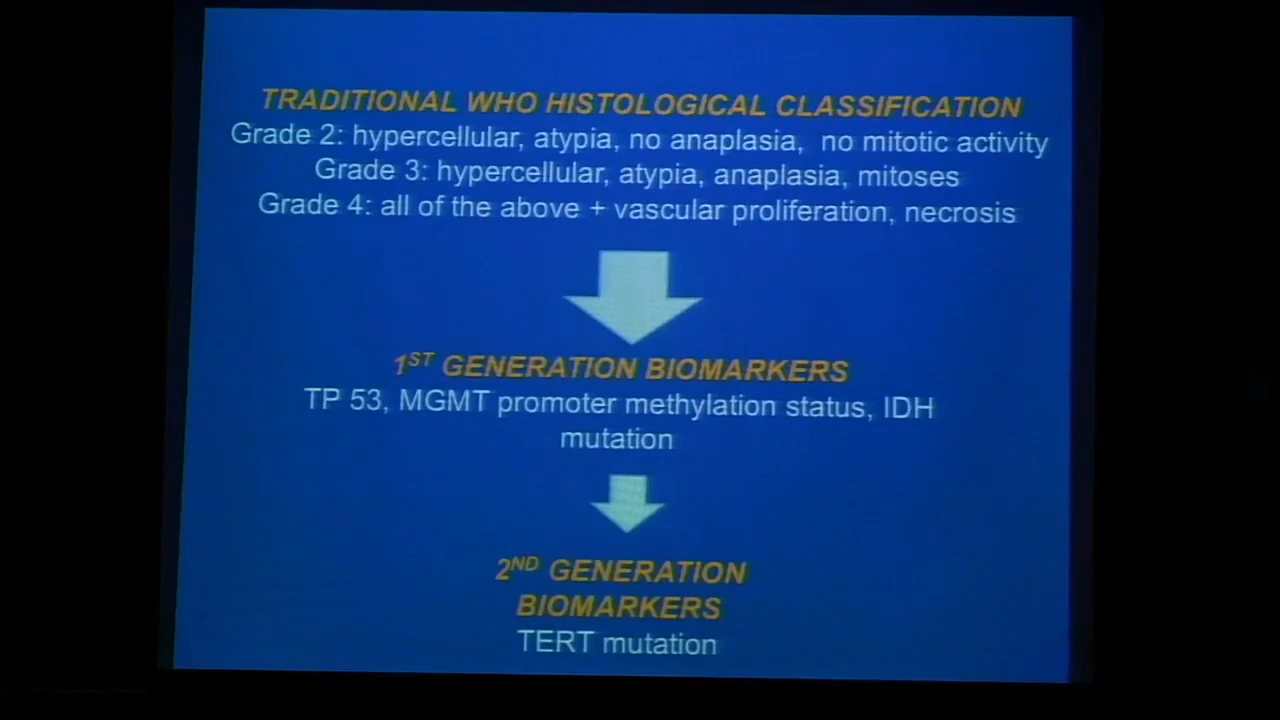 TRADITIONAL WHO HISTOLOGICAL CLASSIFICATION
Grade 2: hypercellular, atypia, no anaplasia, no mitotic activity
Grade 3: hypercellular, atypia, anaplasia, mitoses
Grade 4: all of the above + vascular proliferation, necrosis
1ST GENERATION BIOMARKERS
TP 53, MGMT promoter methylation status, IDH
mutation
2ND GENERATION
BIOMARKERS
TERT mutation